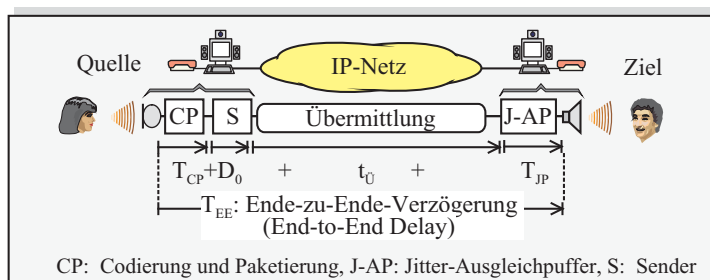 Quelle
IP-Netz
Ziel
CP
S
Übermittlung
J-AP
T_CP+D_0 + t_Ü + T_JP
T_EE: Ende-zu-Ende-Verzögerung
(End-to-End Delay)
CP: Codierung und Paketierung, J-AP: Jitter-Ausgleichpuffer, S: Sender